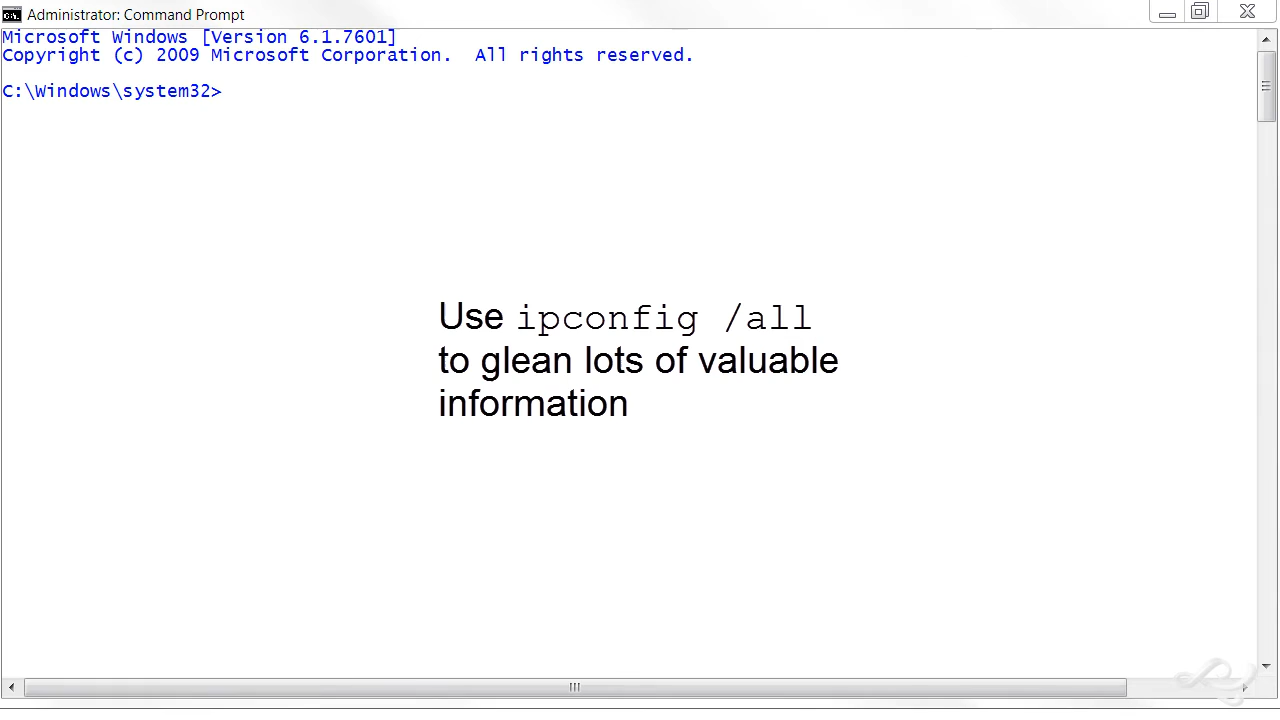 Administrator: Command Prompt
Microsoft Windows [Version 6.1.7601]
Copyright (c) 2009 Microsoft Corporation.  All rights reserved.
C:\Windows\system32>
Use ipconfig /all
to glean lots of valuable
information